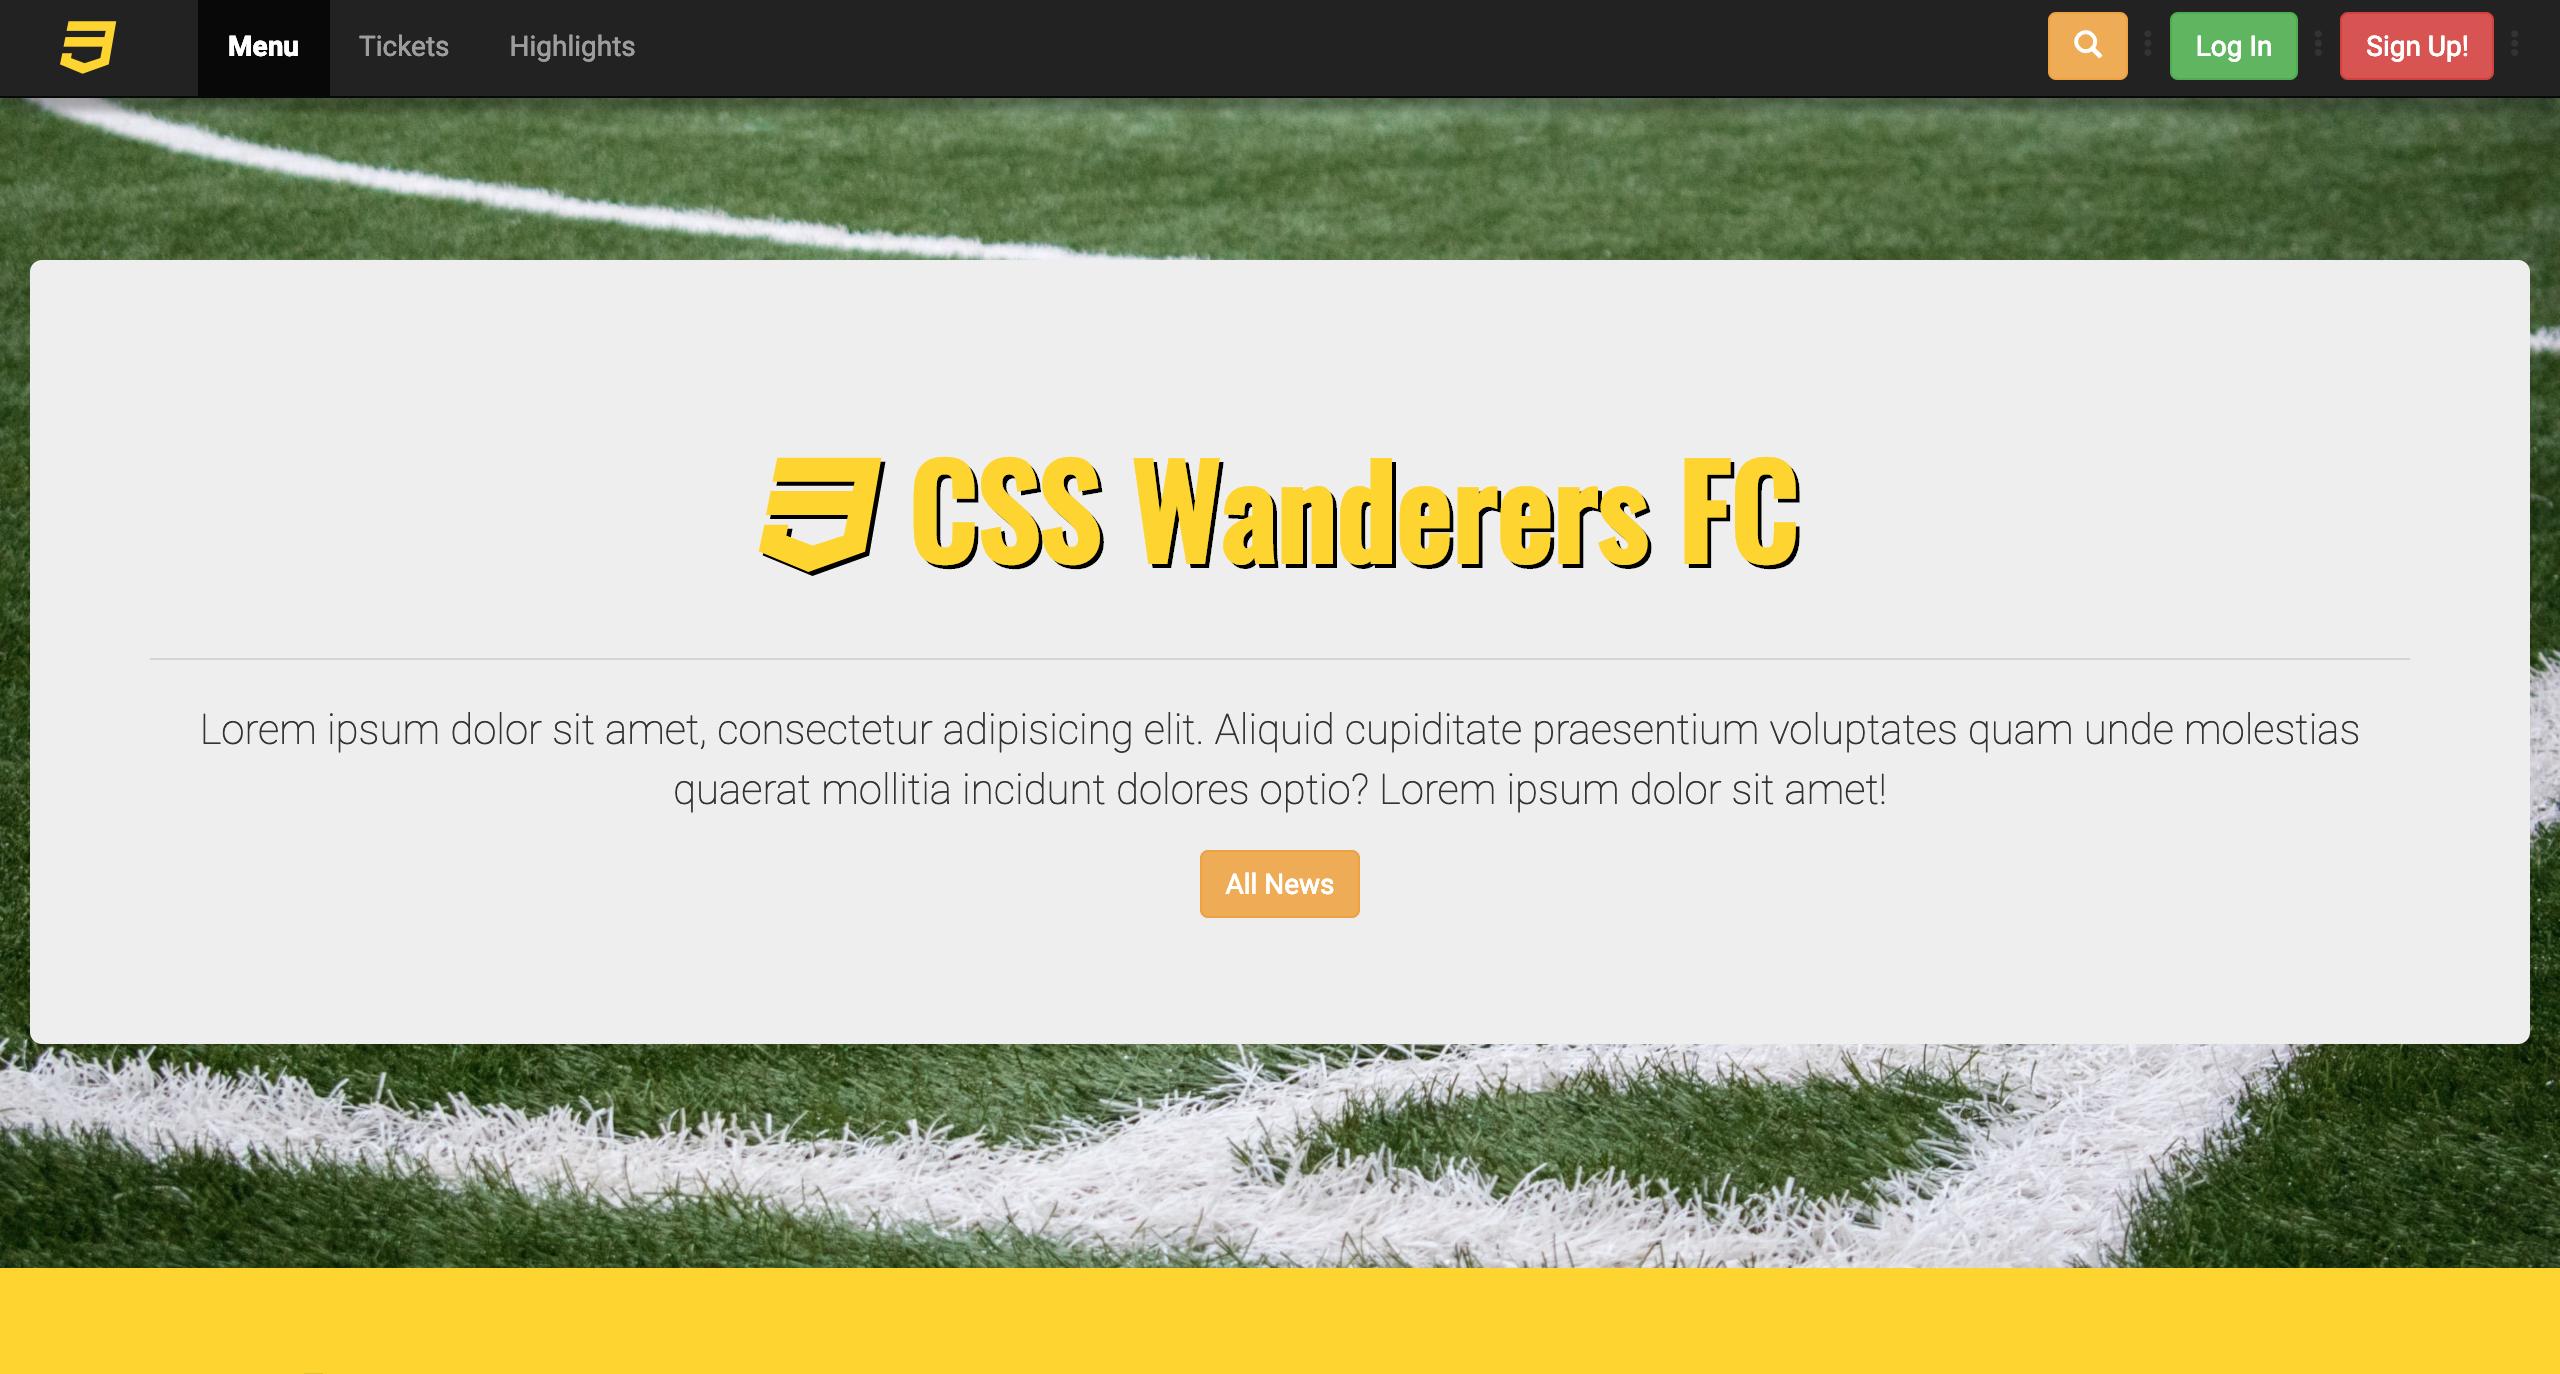 Menu Tickets Highlights Log In Sign Up!
CSS Wanderers FC
Lorem ipsum dolor sit amet, consectetur adipisicing elit. Aliquid cupiditate praesentium voluptates quam unde molestias
quaerat mollitia incidunt dolores optio? Lorem ipsum dolor sit amet!
All News